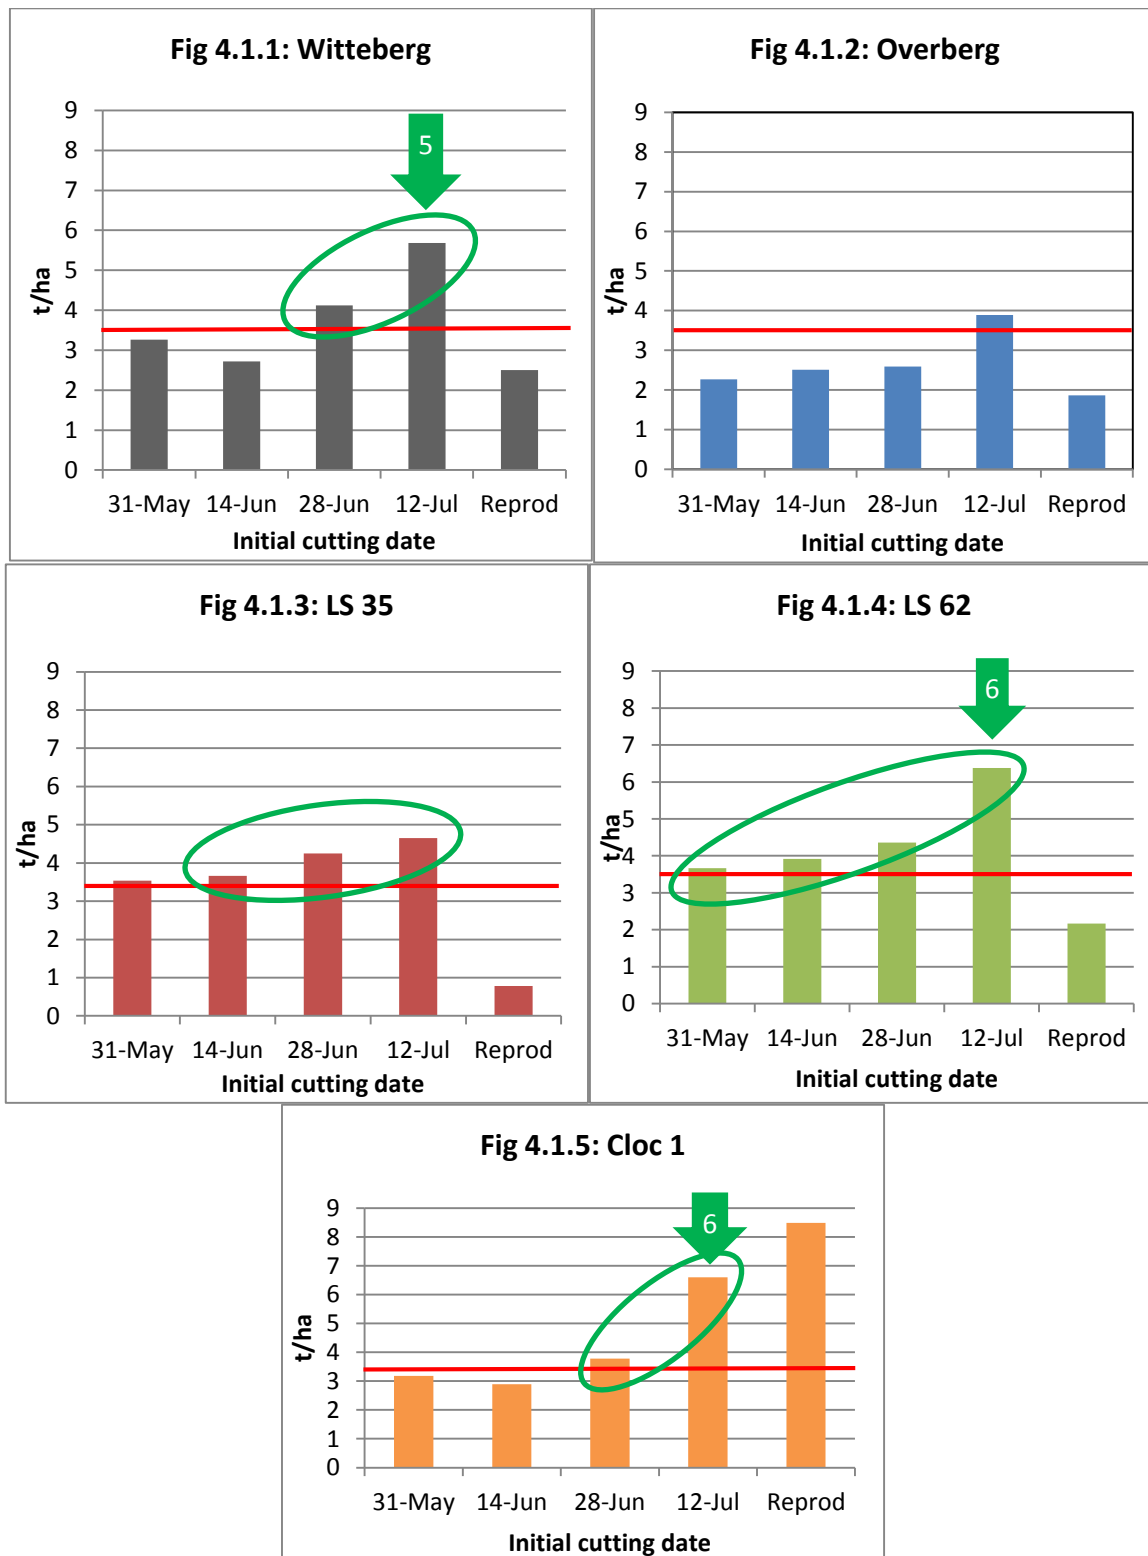 Fig 4.1.1: Witteberg
t/ha
9
8
7
6
5
4
3
2
1
0
5
31-May 14-Jun 28-Jun 12-Jul Reprod
Initial cutting date
Fig 4.1.2: Overberg
t/ha
9
8
7
6
5
4
3
2
1
0
31-May 14-Jun 28-Jun 12-Jul Reprod
Initial cutting date
Fig 4.1.3: LS 35
t/ha
9
8
7
6
5
4
3
2
1
0
31-May 14-Jun 28-Jun 12-Jul Reprod
Initial cutting date
Fig 4.1.4: LS 62
t/ha
9
8
7
6
5
4
3
2
1
0
6
31-May 14-Jun 28-Jun 12-Jul Reprod
Initial cutting date
Fig 4.1.5: Cloc 1
t/ha
9
8
7
6
5
4
3
2
1
0
6
31-May 14-Jun 28-Jun 12-Jul Reprod
Initial cutting date